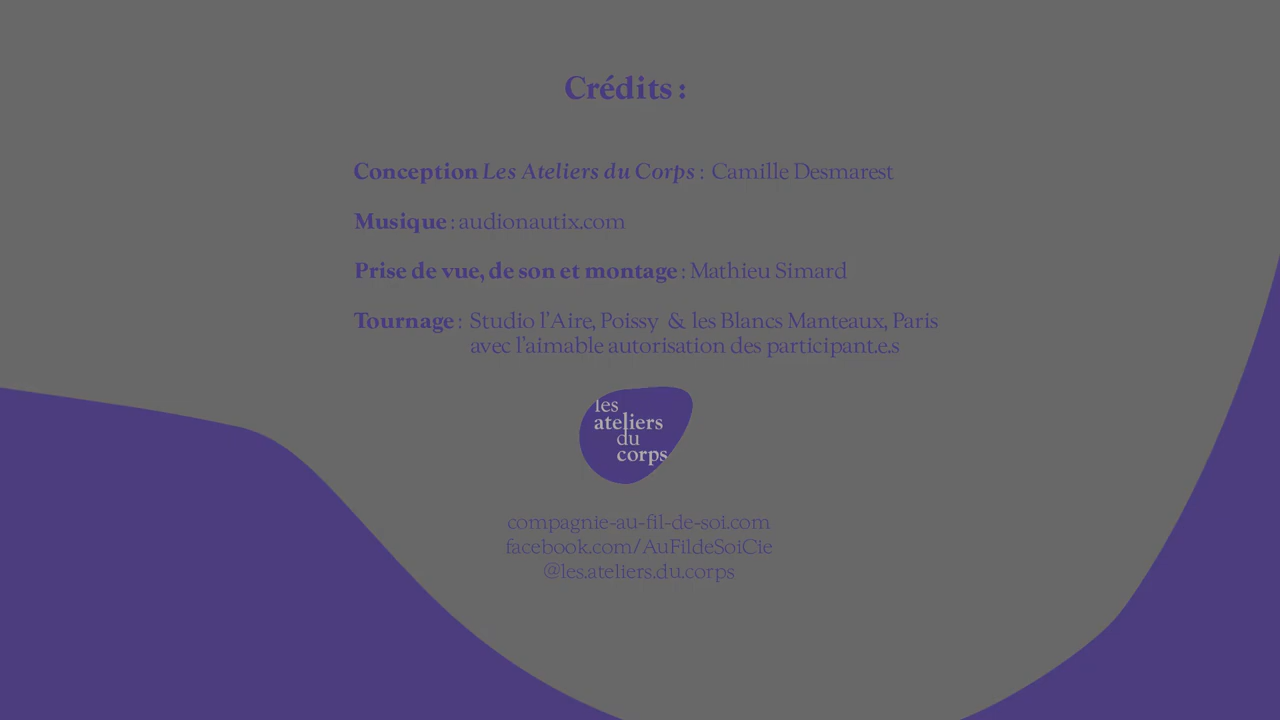 Crédits :
Conception Les Ateliers du Corps : Camille Desmarest
Musique : audionautix.com
Prise de vue, de son et montage : Mathieu Simard
Tournage : Studio l'Aire, Poissy & les Blancs Manteaux, Paris
avec l'aimable autorisation des participant.e.s
les
ateliers
du
corps
compagnie-au-fil-de-soi.com
facebook.com/AuFildeSoiCie
@les.ateliers.du.corps